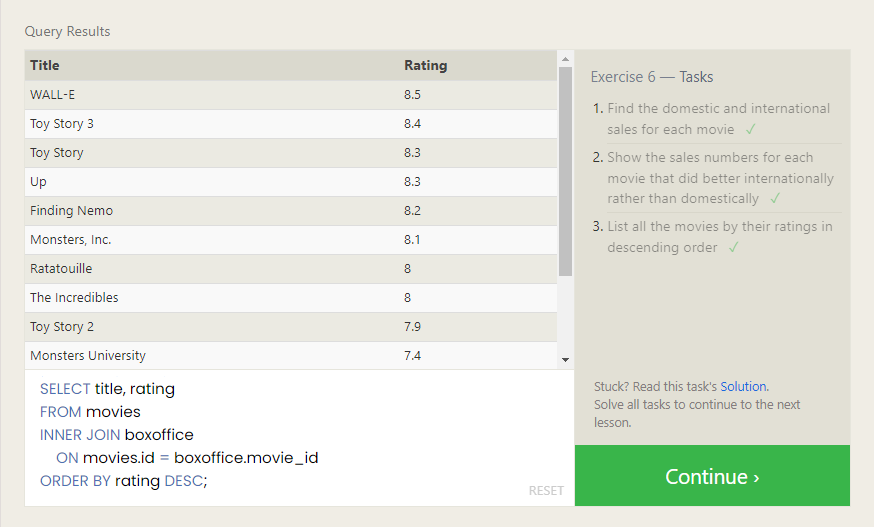 Query Results
Title Rating
WALL-E 8.5
Toy Story 3 8.4
Toy Story 8.3
Up 8.3
Finding Nemo 8.2
Monsters, Inc. 8.1
Ratatouille 8
The Incredibles 8
Toy Story 2 7.9
Monsters University 7.4
SELECT title, rating
FROM movies
INNER JOIN boxoffice
ON movies.id = boxoffice.movie_id
ORDER BY rating DESC;
RESET
Exercise 6 — Tasks
1. Find the domestic and international
sales for each movie ✓
2. Show the sales numbers for each
movie that did better internationally
rather than domestically ✓
3. List all the movies by their ratings in
descending order ✓
Stuck? Read this task's Solution.
Solve all tasks to continue to the next
lesson.
Continue ›